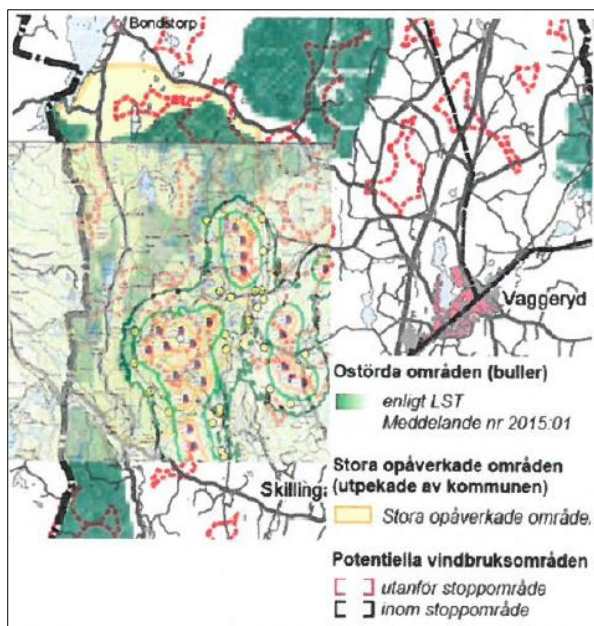 Bondstorp
Vaggeryd
Ostörda områden (buller)
enligt LST
Meddelande nr 2015:01
Skilling
Stora opåverkade områden
(utpekade av kommunen)
Stora opåverkade område
Potentiella vindbruksområden
utanför stoppområde
inom stoppområde